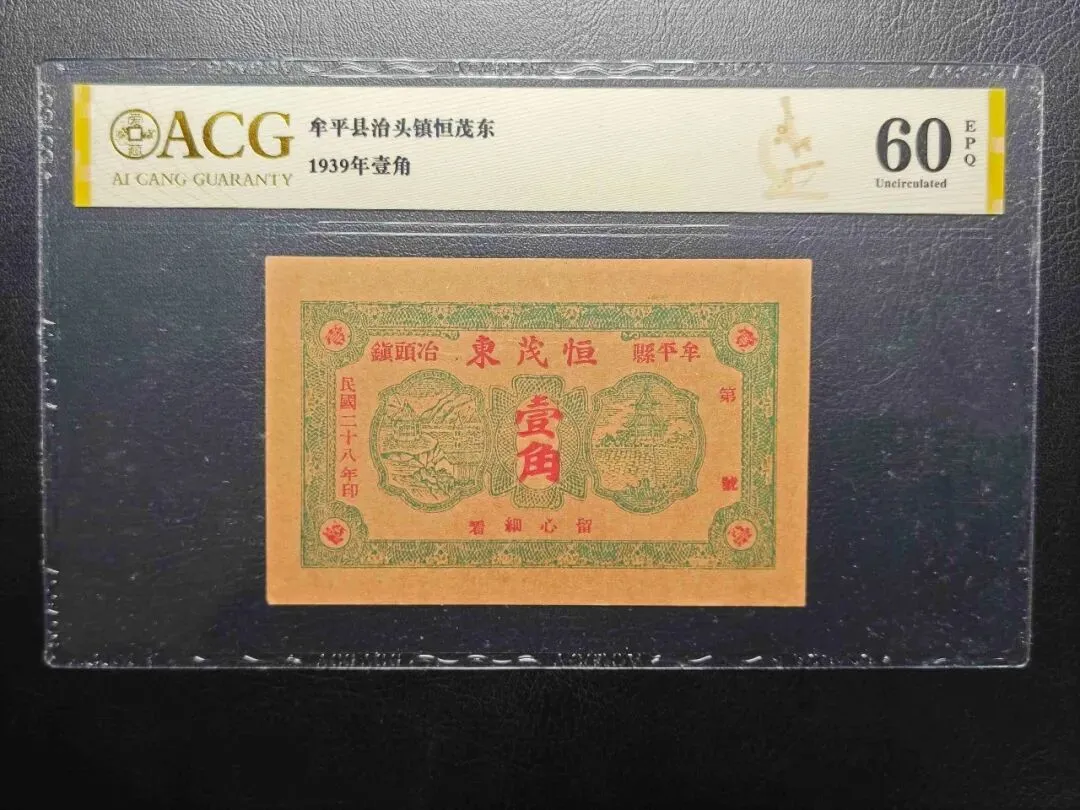 ACG
AI CANG GUARANTY
牟平县治头镇恒茂东
1939年壹角
60
EPQ
Uncirculated
牟平縣 恒茂東 冶頭鎮
第 號
壹角
民國二十八年印
留心細看